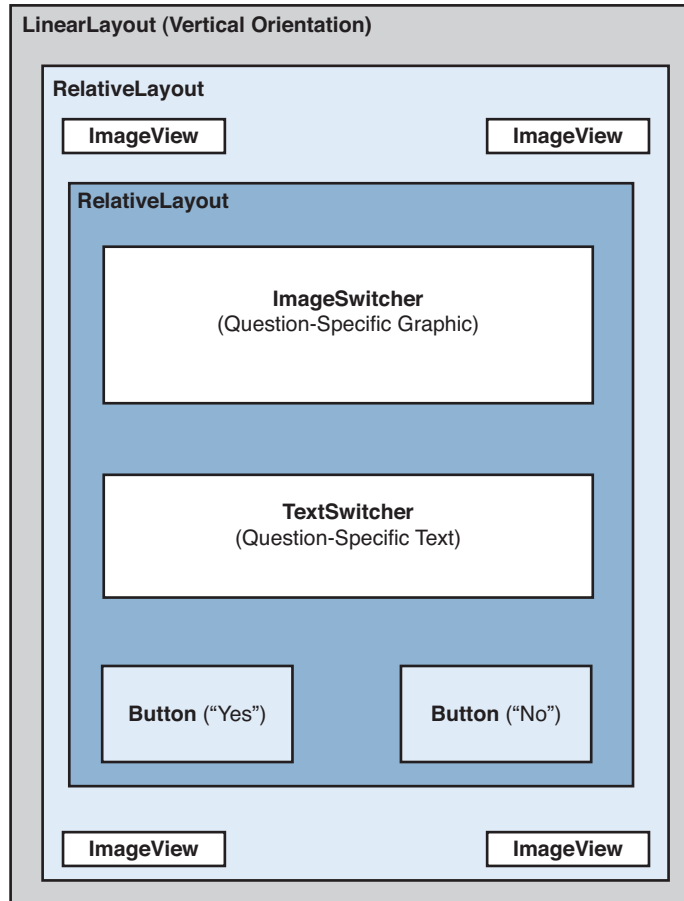 LinearLayout (Vertical Orientation)
RelativeLayout
ImageView
ImageView
RelativeLayout
ImageSwitcher
(Question-Specific Graphic)
TextSwitcher
(Question-Specific Text)
Button (“Yes”)
Button (“No”)
ImageView
ImageView